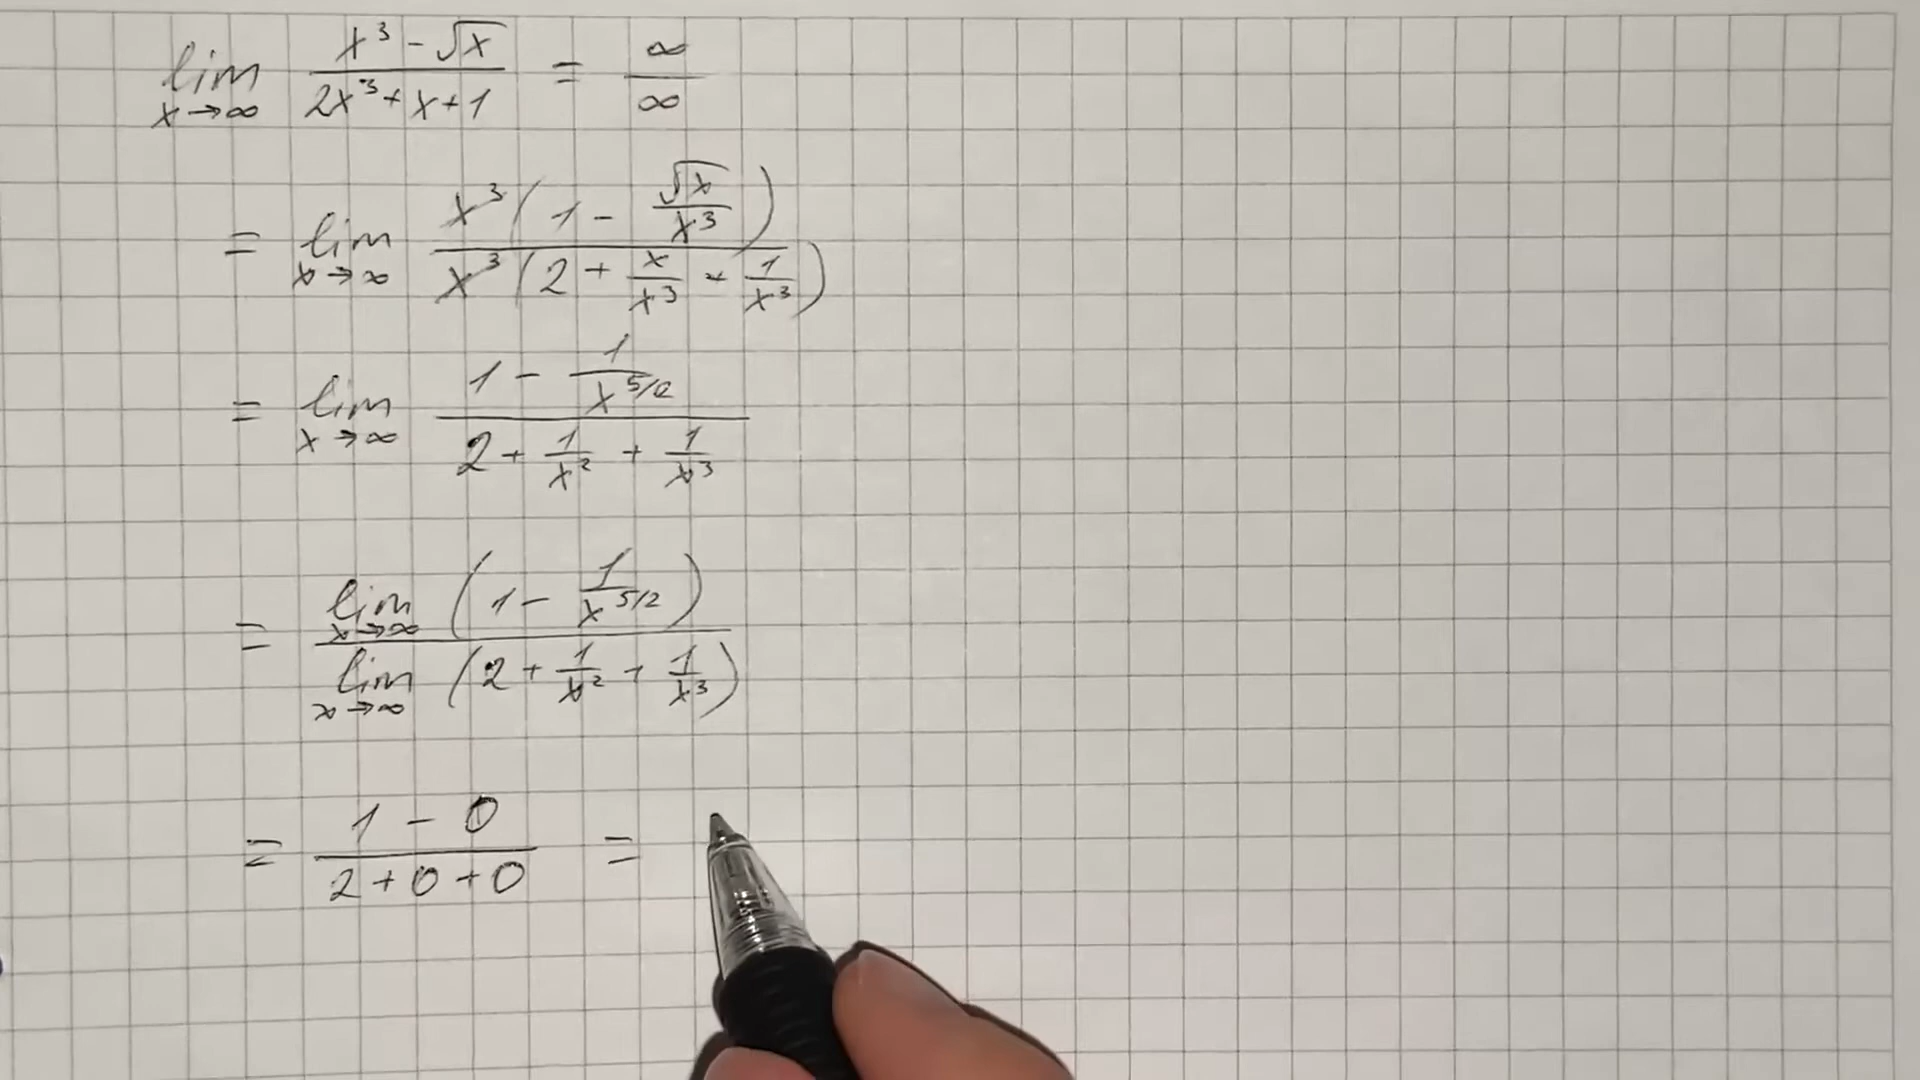 lim x→∞ (x³ - √x)/(2x³ + x + 1) = ∞/∞
= lim x→∞ x³(1 - √x/x³)/x³(2 + x/x³ + 1/x³)
= lim x→∞ (1 - 1/x^5/2)/(2 + 1/x² + 1/x³)
= lim x→∞ (1 - 1/x^5/2)/lim x→∞ (2 + 1/x² + 1/x³)
= (1 - 0)/(2 + 0 + 0) =